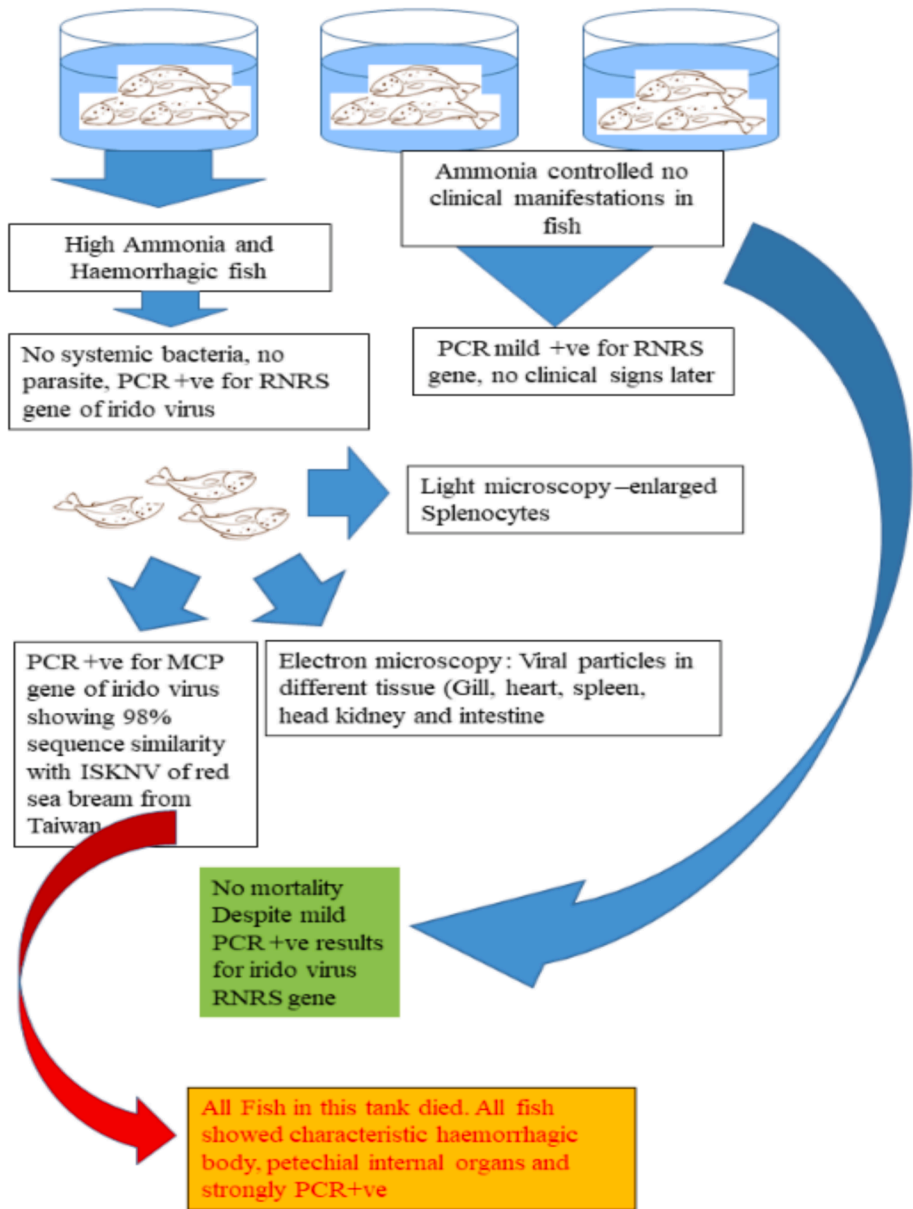 High Ammonia and
Haemorrhagic fish
Ammonia controlled no
clinical manifestations in
fish
No systemic bacteria, no
parasite, PCR +ve for RNRS
gene of irido virus
PCR mild +ve for RNRS
gene, no clinical signs later
Light microscopy –enlarged
Splenocytes
PCR +ve for MCP
gene of irido virus
showing 98%
sequence similarity
with ISKNV of red
sea bream from
Taiwan
Electron microscopy : Viral particles in
different tissue (Gill, heart, spleen,
head kidney and intestine
No mortality
Despite mild
PCR +ve results
for irido virus
RNRS gene
All Fish in this tank died. All fish
showed characteristic haemorrhagic
body, petechial internal organs and
strongly PCR+ve